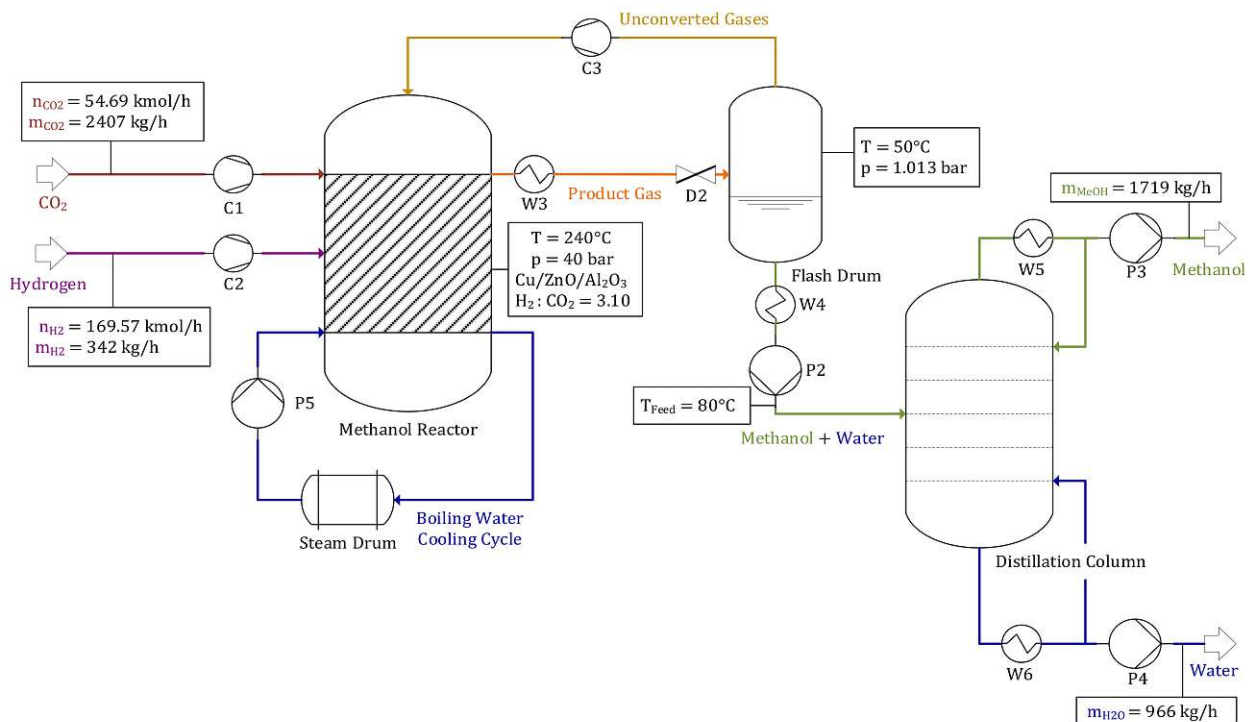 Unconverted Gases
C3
n_CO2 = 54.69 kmol/h
m_CO2 = 2407 kg/h
CO₂
C1
W3
Product Gas
D2
T = 50°C
p = 1.013 bar
m_MeOH = 1719 kg/h
Hydrogen
C2
T = 240°C
p = 40 bar
Cu/ZnO/Al₂O₃
H₂ : CO₂ = 3.10
Flash Drum
W4
W5
P3
Methanol
n_H2 = 169.57 kmol/h
m_H2 = 342 kg/h
P5
Methanol Reactor
P2
T_Feed = 80°C
Methanol + Water
Steam Drum
Boiling Water
Cooling Cycle
Distillation Column
W6
P4
Water
m_H2O = 966 kg/h